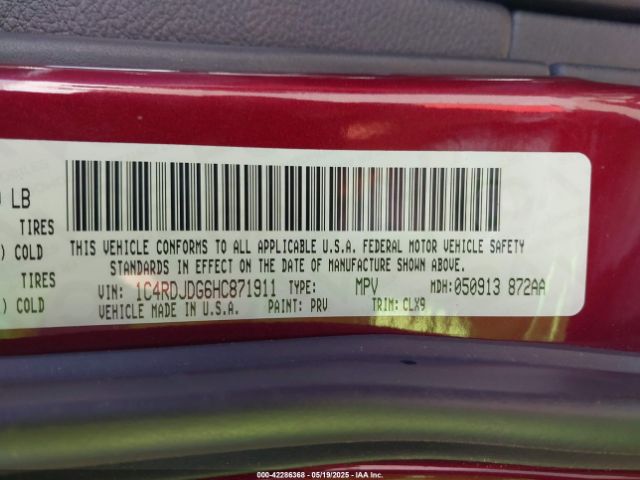 LB
TIRES
) COLD
TIRES
) COLD
THIS VEHICLE CONFORMS TO ALL APPLICABLE U.S.A. FEDERAL MOTOR VEHICLE SAFETY
STANDARDS IN EFFECT ON THE DATE OF MANUFACTURE SHOWN ABOVE.
VIN: 1C4RDJDG6HC871911 TYPE: MPV MDH: 050913 872AA
VEHICLE MADE IN U.S.A. PAINT: PRV TRIM: CLX9
000-42286368 - 05/19/2025 - IAA Inc.